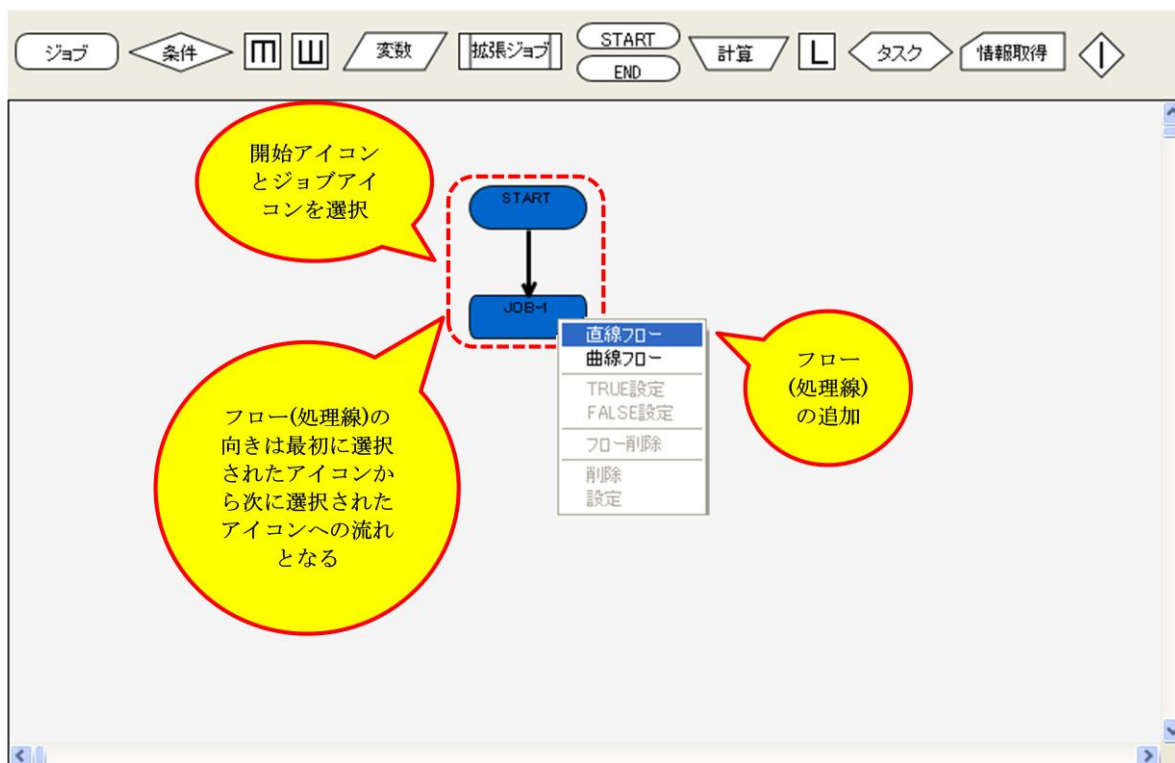 ジョブ
条件
変数
拡張ジョブ
START
END
計算
L
タスク
情報取得
開始アイコン
とジョブアイ
コンを選択
START
JOB-1
直線フロー
曲線フロー
TRUE設定
FALSE設定
フロー削除
削除
設定
フロー
(処理線)
の追加
フロー(処理線)の
向きは最初に選択
されたアイコンか
ら次に選択された
アイコンへの流れ
となる